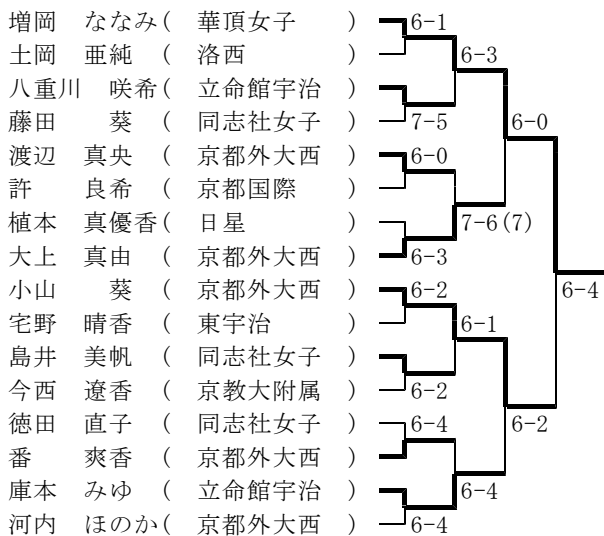 増岡　ななみ(　華頂女子　)　6-1
土岡　亜純　(　洛西　)
6-3
八重川　咲希(　立命館宇治　)
藤田　　葵　(　同志社女子　)　7-5
6-0
渡辺　真央　(　京都外大西　)　6-0
許　　良希　(　京都国際　)
植本　真優香(　日星　)
7-6(7)
大上　真由　(　京都外大西　)　6-3
小山　　葵　(　京都外大西　)　6-2
6-4
宅野　晴香　(　東宇治　)
6-1
島井　美帆　(　同志社女子　)
今西　遼香　(　京教大附属　)　6-2
徳田　直子　(　同志社女子　)　6-4
6-2
番　　爽香　(　京都外大西　)
庫本　みゆ　(　立命館宇治　)
6-4
河内　ほのか(　京都外大西　)　6-4